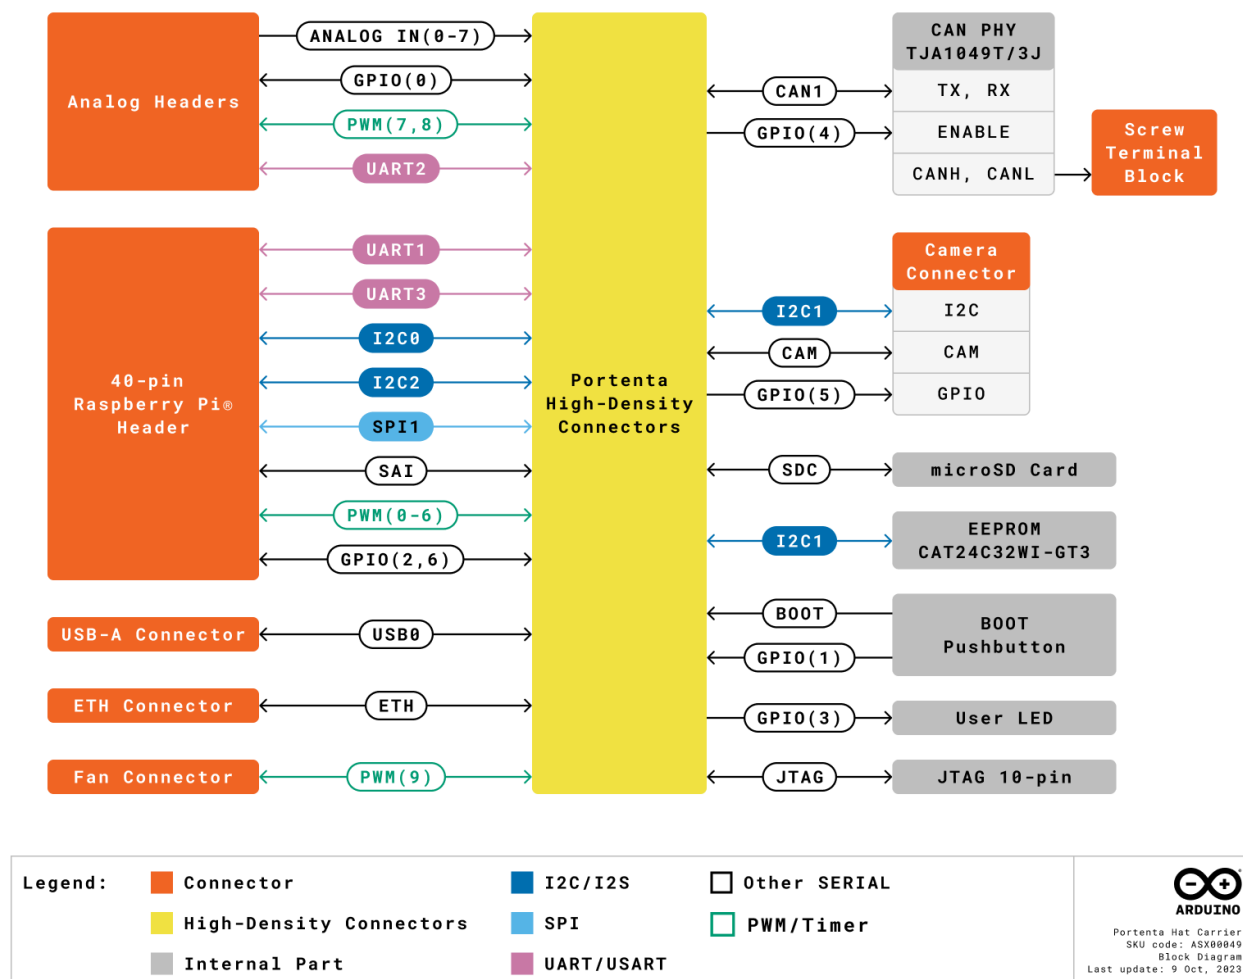 Analog Headers
ANALOG IN(0-7)
GPIO(0)
PWM(7,8)
UART2
40-pin
Raspberry Pi®
Header
UART1
UART3
I2C0
I2C2
SPI1
SAI
PWM(0-6)
GPIO(2,6)
USB-A Connector
USB0
ETH Connector
ETH
Fan Connector
PWM(9)
Portenta
High-Density
Connectors
CAN1
GPIO(4)
CAN PHY
TJA1049T/3J
TX, RX
ENABLE
CANH, CANL
Screw
Terminal
Block
I2C1
CAM
GPIO(5)
Camera
Connector
I2C
CAM
GPIO
SDC
microSD Card
I2C1
EEPROM
CAT24C32WI-GT3
BOOT
GPIO(1)
BOOT
Pushbutton
GPIO(3)
User LED
JTAG
JTAG 10-pin
Legend:
Connector
High-Density Connectors
Internal Part
I2C/I2S
SPI
UART/USART
Other SERIAL
PWM/Timer
ARDUINO
Portenta Hat Carrier
SKU code: ASX00049
Block Diagram
Last update: 9 Oct, 2023